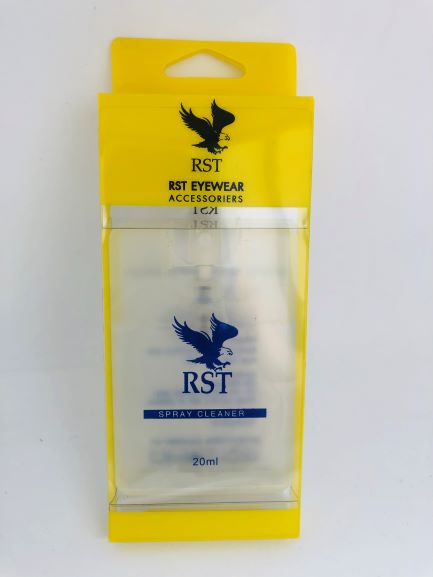 RST
RST EYEWEAR
ACCESSORIERS
RST
SPRAY CLEANER
20ml